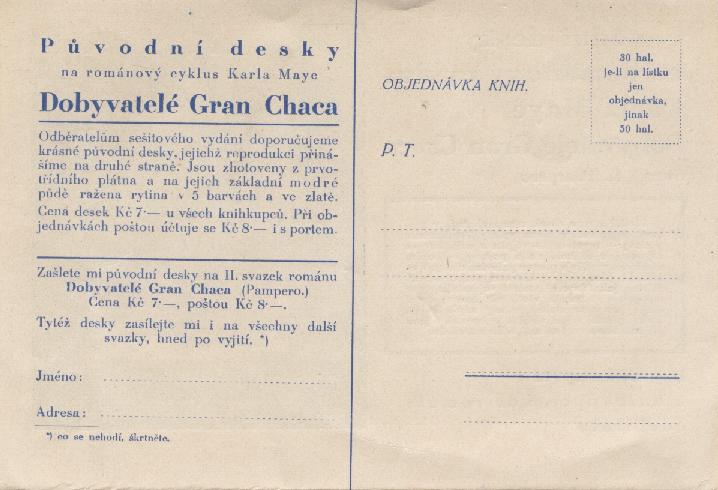 Původní desky
na románový cyklus Karla Maye
Dobyvatelé Gran Chaca
Odběratelům sešitového vydání doporučujeme
krásné původní desky, jejichž reprodukci přiná-
šíme na druhé straně. Jsou zhotoveny z prvo-
třídního plátna a na jejich základní modré
půdě ražena rytina v 5 barvách a ve zlatě.
Cena desek Kč 7·— u všech knihkupců. Při ob-
jednávkách poštou účtuje se Kč 8·— i s portem.
Zašlete mi původní desky na II. svazek románu
Dobyvatelé Gran Chaca (Pampero.)
Cena Kč 7·—, poštou Kč 8·—.
Tytéž desky zasílejte mi i na všechny další
svazky, hned po vyjití. *)
Jméno:
Adresa:
*) co se nehodí, škrtněte.
OBJEDNÁVKA KNIH.
P. T.
30 hal.
je-li na lístku
jen
objednávka,
jinak
50 hal.